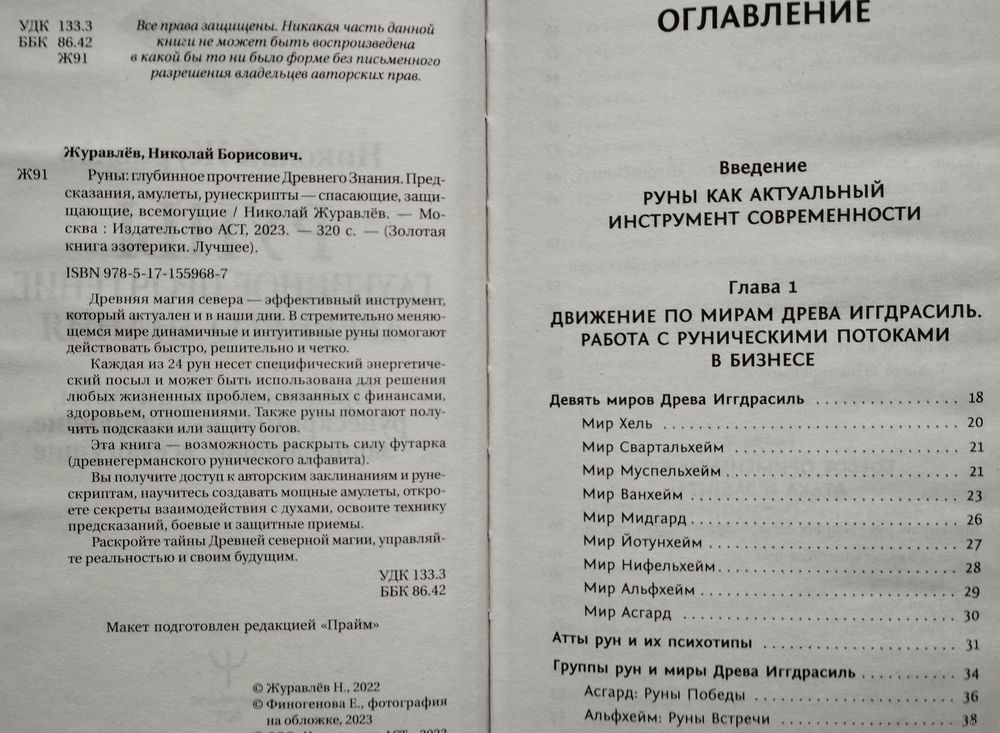 УДК 133.3
ББК 86.42
Ж91
Все права защищены. Никакая часть данной
книги не может быть воспроизведена
в какой бы то ни было форме без письменного
разрешения владельцев авторских прав.
Журавлёв, Николай Борисович.
Ж91 Руны: глубинное прочтение Древнего Знания. Пред-
сказания, амулеты, рунескрипты — спасающие, защи-
щающие, всемогущие / Николай Журавлёв. — Мо-
сква : Издательство АСТ, 2023. — 320 с. — (Золотая
книга эзотерики. Лучшее).
ISBN 978-5-17-155968-7
Древняя магия севера — эффективный инструмент,
который актуален и в наши дни. В стремительно меняю-
щемся мире динамичные и интуитивные руны помогают
действовать быстро, решительно и четко.
Каждая из 24 рун несет специфический энергетиче-
ский посыл и может быть использована для решения
любых жизненных проблем, связанных с финансами,
здоровьем, отношениями. Также руны помогают полу-
чить подсказки или защиту богов.
Эта книга — возможность раскрыть силу футарка
(древнегерманского рунического алфавита).
Вы получите доступ к авторским заклинаниям и руне-
скриптам, научитесь создавать мощные амулеты, откро-
ете секреты взаимодействия с духами, освоите технику
предсказаний, боевые и защитные приемы.
Раскройте тайны Древней северной магии, управляй-
те реальностью и своим будущим.
УДК 133.3
ББК 86.42
Макет подготовлен редакцией «Прайм»
© Журавлёв Н., 2022
© Финогенова Е., фотография
на обложке, 2023
ОГЛАВЛЕНИЕ
Введение
РУНЫ КАК АКТУАЛЬНЫЙ
ИНСТРУМЕНТ СОВРЕМЕННОСТИ
Глава 1
ДВИЖЕНИЕ ПО МИРАМ ДРЕВА ИГГДРАСИЛЬ.
РАБОТА С РУНИЧЕСКИМИ ПОТОКАМИ
В БИЗНЕСЕ
Девять миров Древа Иггдрасиль . . . . . . . . . . . . . . . 18
Мир Хель . . . . . . . . . . . . . . . . . . . . . . . . . . . . . 20
Мир Свартальхейм . . . . . . . . . . . . . . . . . . . . . . 21
Мир Муспельхейм . . . . . . . . . . . . . . . . . . . . . . . 21
Мир Ванхейм . . . . . . . . . . . . . . . . . . . . . . . . . . 23
Мир Мидгард . . . . . . . . . . . . . . . . . . . . . . . . . . 26
Мир Йотунхейм . . . . . . . . . . . . . . . . . . . . . . . . 27
Мир Нифельхейм . . . . . . . . . . . . . . . . . . . . . . . 28
Мир Альфхейм . . . . . . . . . . . . . . . . . . . . . . . . . 29
Мир Асгард . . . . . . . . . . . . . . . . . . . . . . . . . . . 30
Атты рун и их психотипы . . . . . . . . . . . . . . . . . . . . 31
Группы рун и миры Древа Иггдрасиль . . . . . . . . . . 34
Асгард: Руны Победы . . . . . . . . . . . . . . . . . . . . 36
Альфхейм: Руны Встречи . . . . . . . . . . . . . . . . . . 38